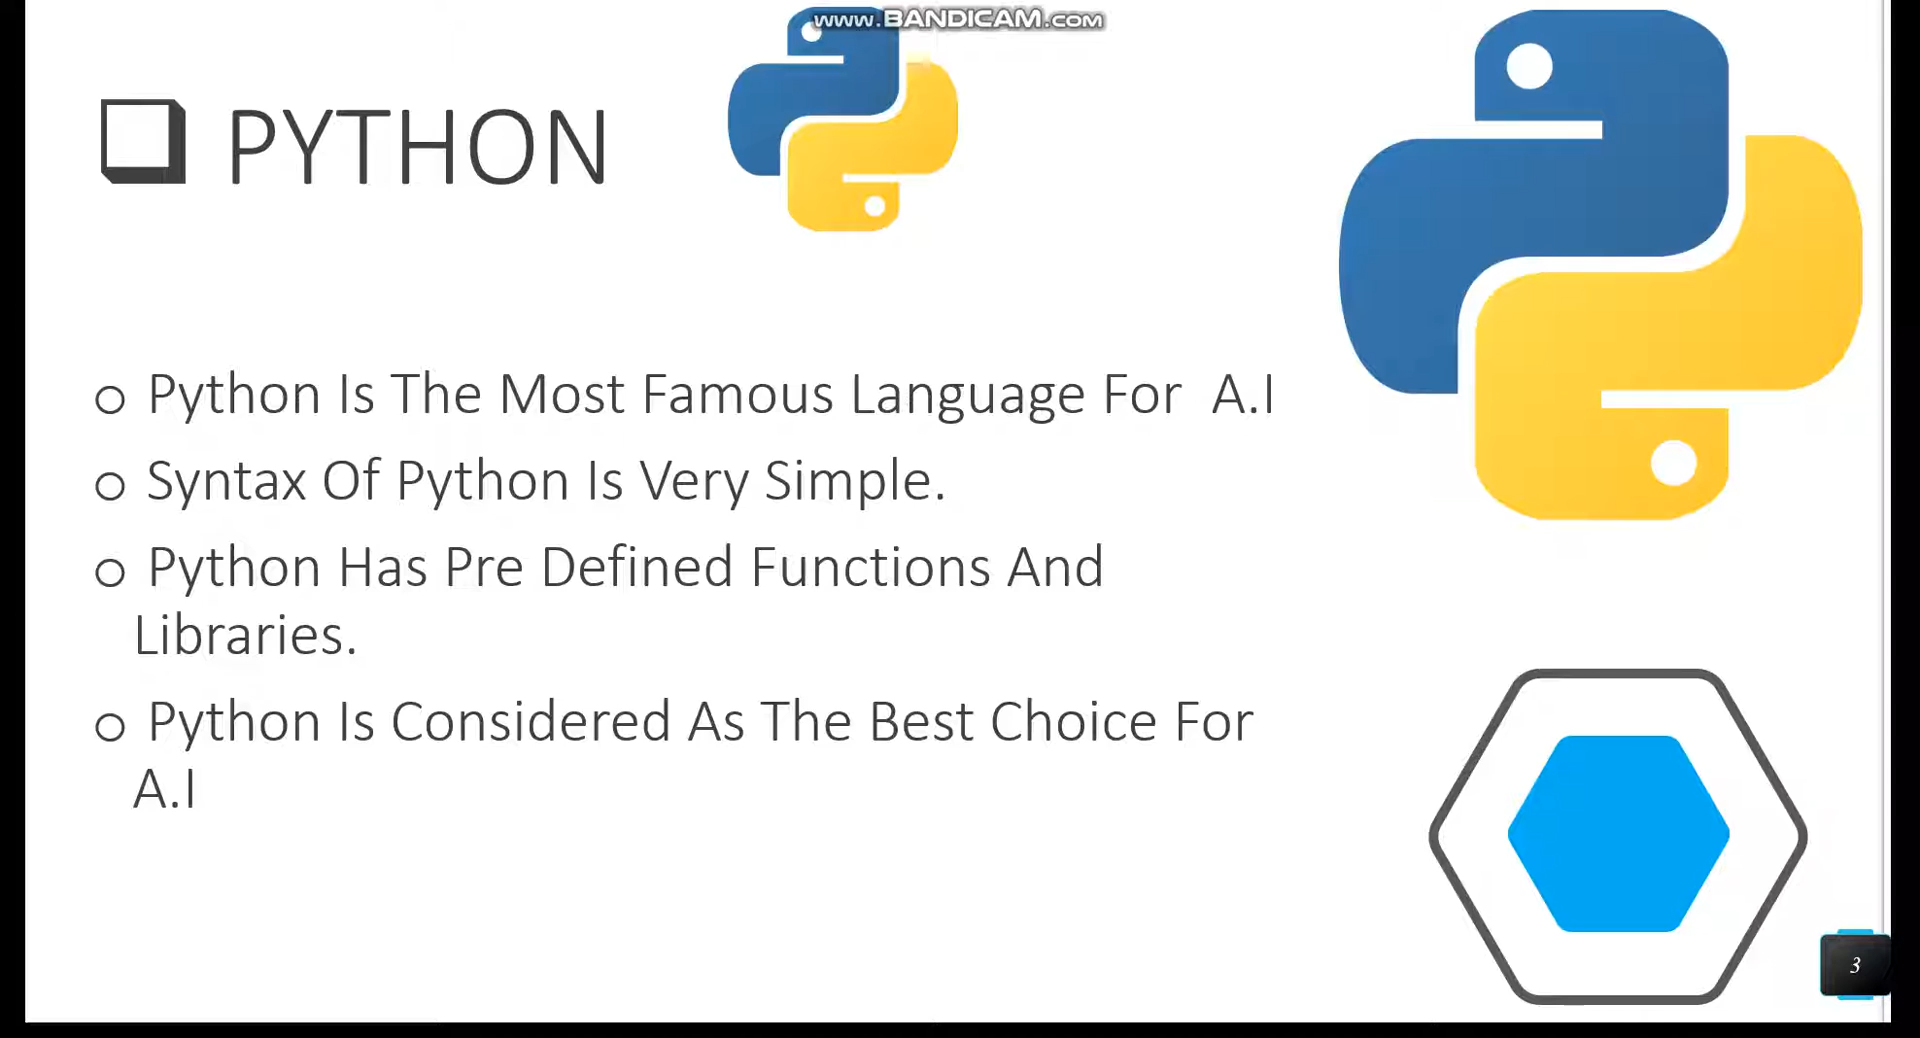 www.BANDICAM.com
PYTHON
Python Is The Most Famous Language For A.I
Syntax Of Python Is Very Simple.
Python Has Pre Defined Functions And
Libraries.
Python Is Considered As The Best Choice For
A.I
3